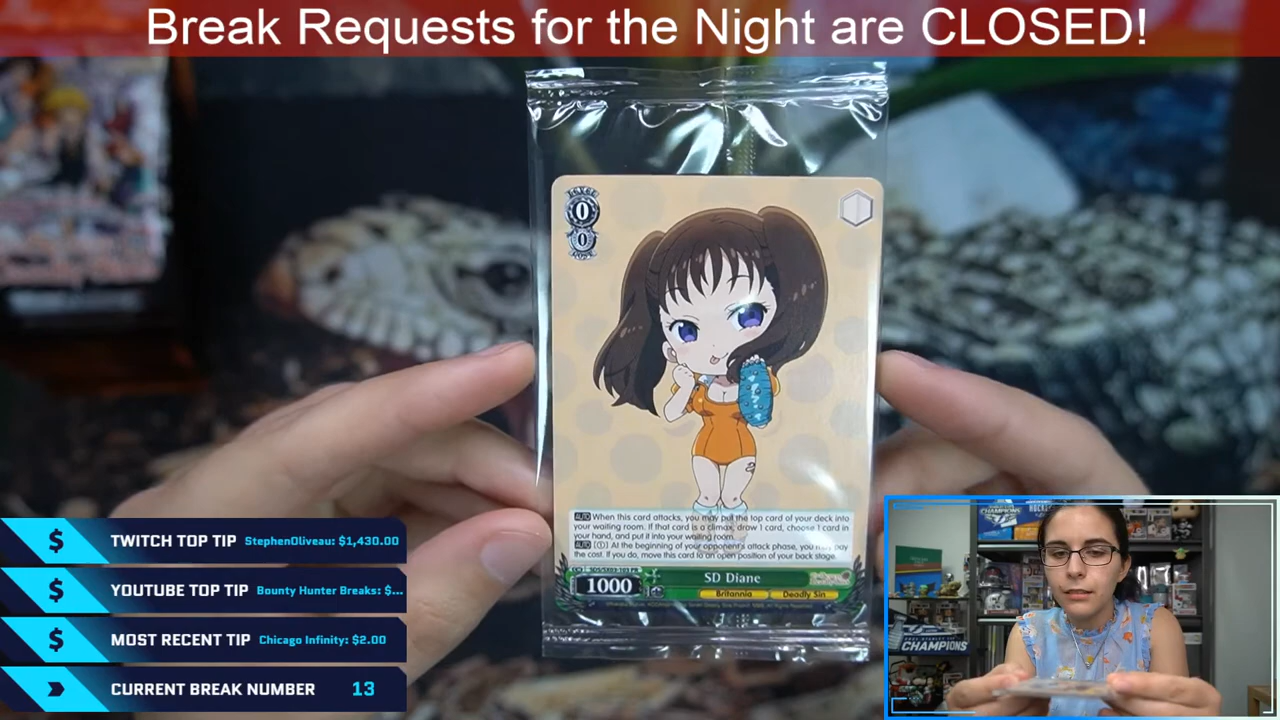 Break Requests for the Night are CLOSED!
0
0
AUTO When this card attacks, you may put the top card of your deck into
your waiting room. If that card is a climax, draw 1 card, choose 1 card in
your hand, and put it into your waiting room.
AUTO [(1)] At the beginning of your opponent's attack phase, you may pay
the cost. If you do, move this card to an open position of your back stage.
1000
SD Diane
Britannia
Deadly Sin
TWITCH TOP TIP StephenOliveau: $1,430.00
YOUTUBE TOP TIP Bounty Hunter Breaks: $...
MOST RECENT TIP Chicago Infinity: $2.00
CURRENT BREAK NUMBER 13
CHAMPIONS
CHAMPIONS